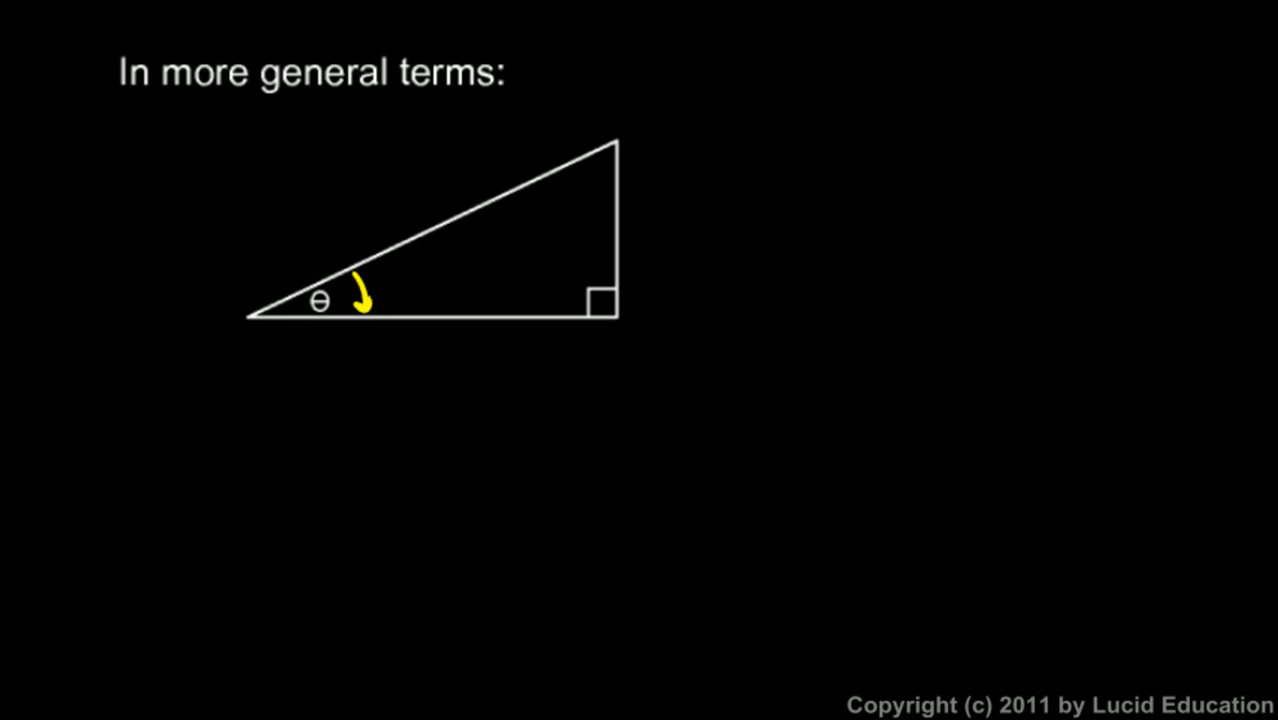 In more general terms:
θ
Copyright (c) 2011 by Lucid Education